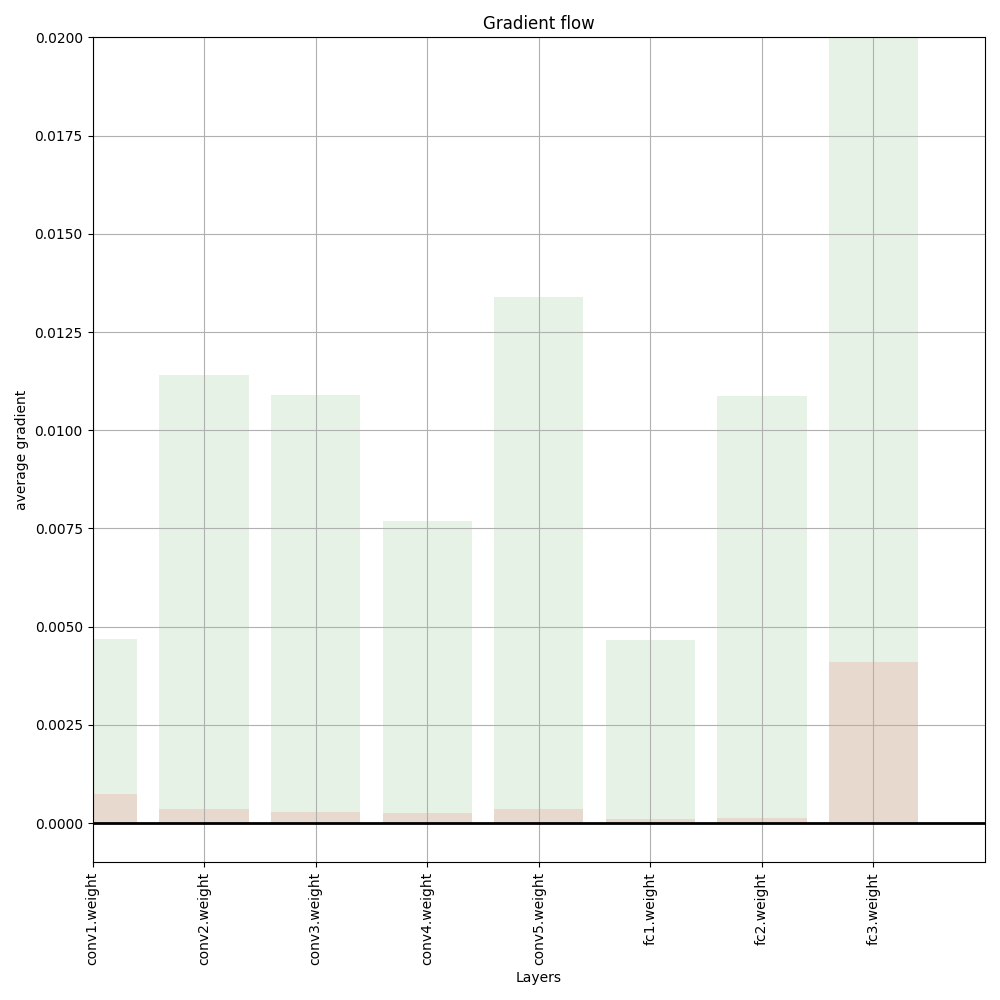 Gradient flow
0.0200
0.0175
0.0150
0.0125
0.0100
0.0075
0.0050
0.0025
0.0000
average gradient
conv1.weight
conv2.weight
conv3.weight
conv4.weight
conv5.weight
fc1.weight
fc2.weight
fc3.weight
Layers